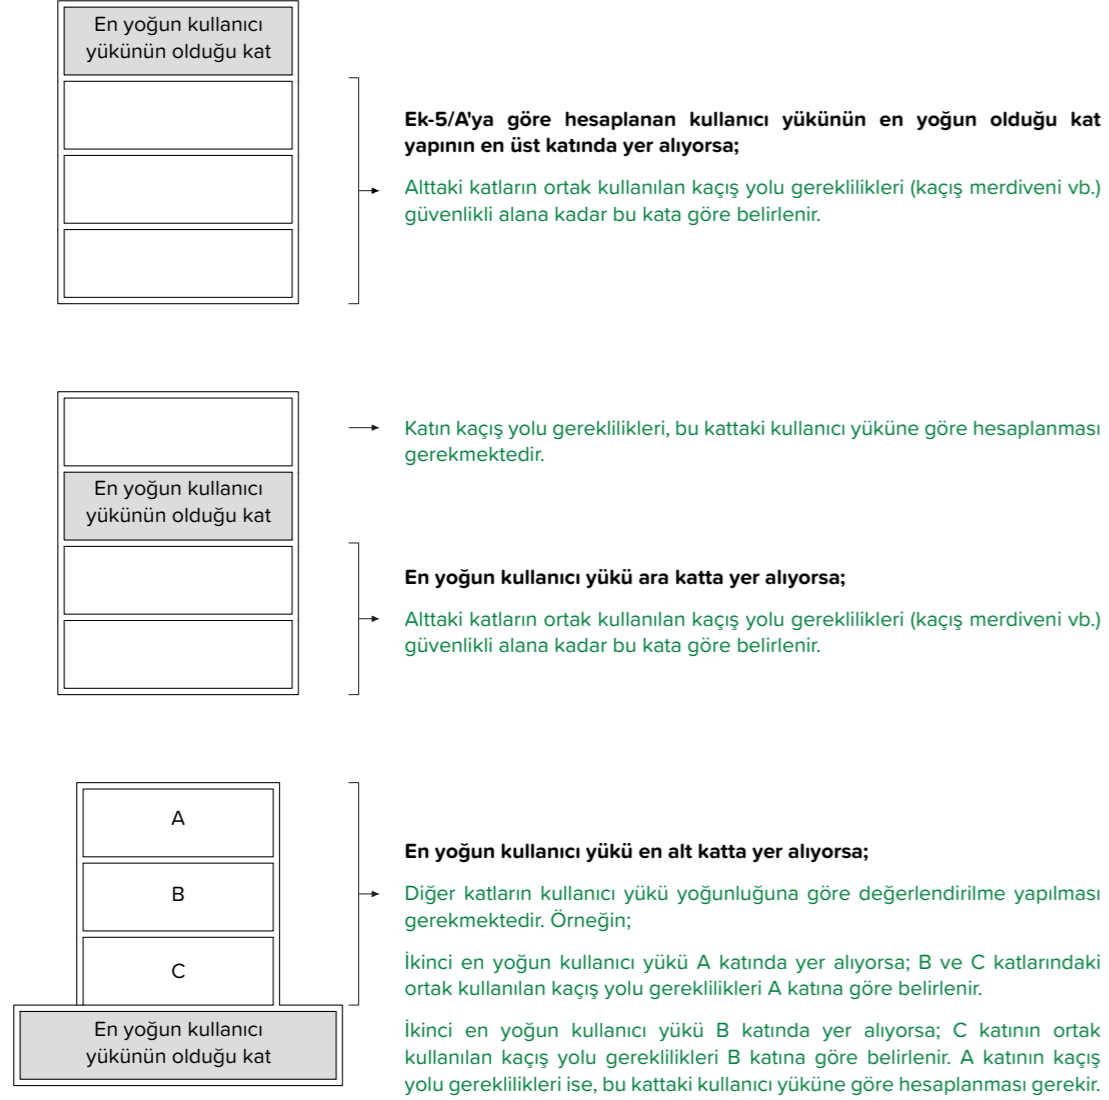 En yoğun kullanıcı
yükünün olduğu kat
Ek-5/A'ya göre hesaplanan kullanıcı yükünün en yoğun olduğu kat
yapının en üst katında yer alıyorsa;
Alttaki katların ortak kullanılan kaçış yolu gereklilikleri (kaçış merdiveni vb.)
güvenlikli alana kadar bu kata göre belirlenir.
Katın kaçış yolu gereklilikleri, bu kattaki kullanıcı yüküne göre hesaplanması
gerekmektedir.
En yoğun kullanıcı
yükünün olduğu kat
En yoğun kullanıcı yükü ara katta yer alıyorsa;
Alttaki katların ortak kullanılan kaçış yolu gereklilikleri (kaçış merdiveni vb.)
güvenlikli alana kadar bu kata göre belirlenir.
A
B
C
En yoğun kullanıcı
yükünün olduğu kat
En yoğun kullanıcı yükü en alt katta yer alıyorsa;
Diğer katların kullanıcı yükü yoğunluğuna göre değerlendirilme yapılması
gerekmektedir. Örneğin;
İkinci en yoğun kullanıcı yükü A katında yer alıyorsa; B ve C katlarındaki
ortak kullanılan kaçış yolu gereklilikleri A katına göre belirlenir.
İkinci en yoğun kullanıcı yükü B katında yer alıyorsa; C katının ortak
kullanılan kaçış yolu gereklilikleri B katına göre belirlenir. A katının kaçış
yolu gereklilikleri ise, bu kattaki kullanıcı yüküne göre hesaplanması gerekir.